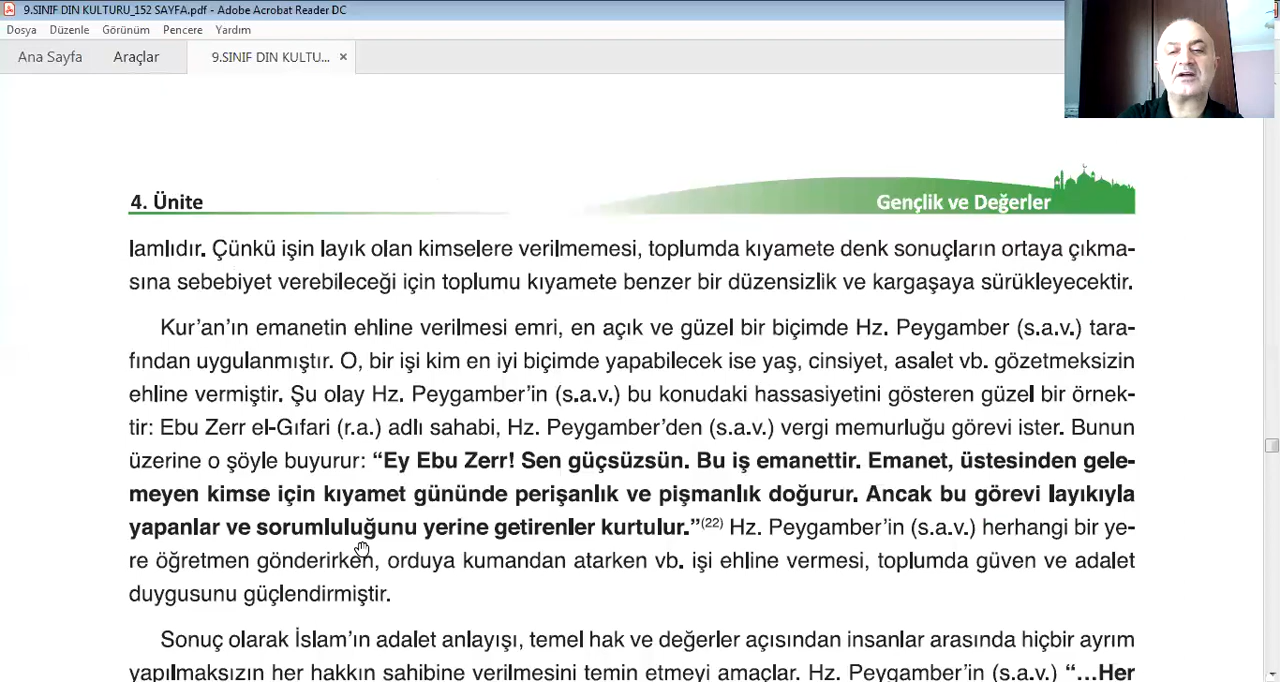 9.SINIF DIN KULTURU_152 SAYFA.pdf - Adobe Acrobat Reader DC
Dosya Düzenle Görünüm Pencere Yardım
Ana Sayfa Araçlar 9.SINIF DIN KULTU... ×
4. Ünite Gençlik ve Değerler
lamlıdır. Çünkü işin layık olan kimselere verilmemesi, toplumda kıyamete denk sonuçların ortaya çıkma-
sına sebebiyet verebileceği için toplumu kıyamete benzer bir düzensizlik ve kargaşaya sürükleyecektir.
Kur’an’ın emanetin ehline verilmesi emri, en açık ve güzel bir biçimde Hz. Peygamber (s.a.v.) tara-
fından uygulanmıştır. O, bir işi kim en iyi biçimde yapabilecek ise yaş, cinsiyet, asalet vb. gözetmeksizin
ehline vermiştir. Şu olay Hz. Peygamber’in (s.a.v.) bu konudaki hassasiyetini gösteren güzel bir örnek-
tir: Ebu Zerr el-Gıfari (r.a.) adlı sahabi, Hz. Peygamber’den (s.a.v.) vergi memurluğu görevi ister. Bunun
üzerine o şöyle buyurur: “Ey Ebu Zerr! Sen güçsüzsün. Bu iş emanettir. Emanet, üstesinden gele-
meyen kimse için kıyamet gününde perişanlık ve pişmanlık doğurur. Ancak bu görevi layıkıyla
yapanlar ve sorumluluğunu yerine getirenler kurtulur.”(22) Hz. Peygamber’in (s.a.v.) herhangi bir ye-
re öğretmen gönderirken, orduya kumandan atarken vb. işi ehline vermesi, toplumda güven ve adalet
duygusunu güçlendirmiştir.
Sonuç olarak İslam’ın adalet anlayışı, temel hak ve değerler açısından insanlar arasında hiçbir ayrım
yapılmaksızın her hakkın sahibine verilmesini temin etmeyi amaçlar. Hz. Peygamber’in (s.a.v.) “…Her